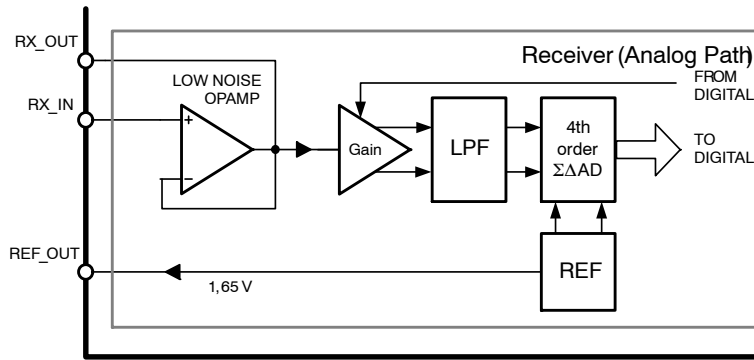 RX_OUT
Receiver (Analog Path)
LOW NOISE
OPAMP
FROM
DIGITAL
RX_IN
+
−
Gain
LPF
4th
order
ΣΔAD
TO
DIGITAL
REF_OUT
1,65 V
REF